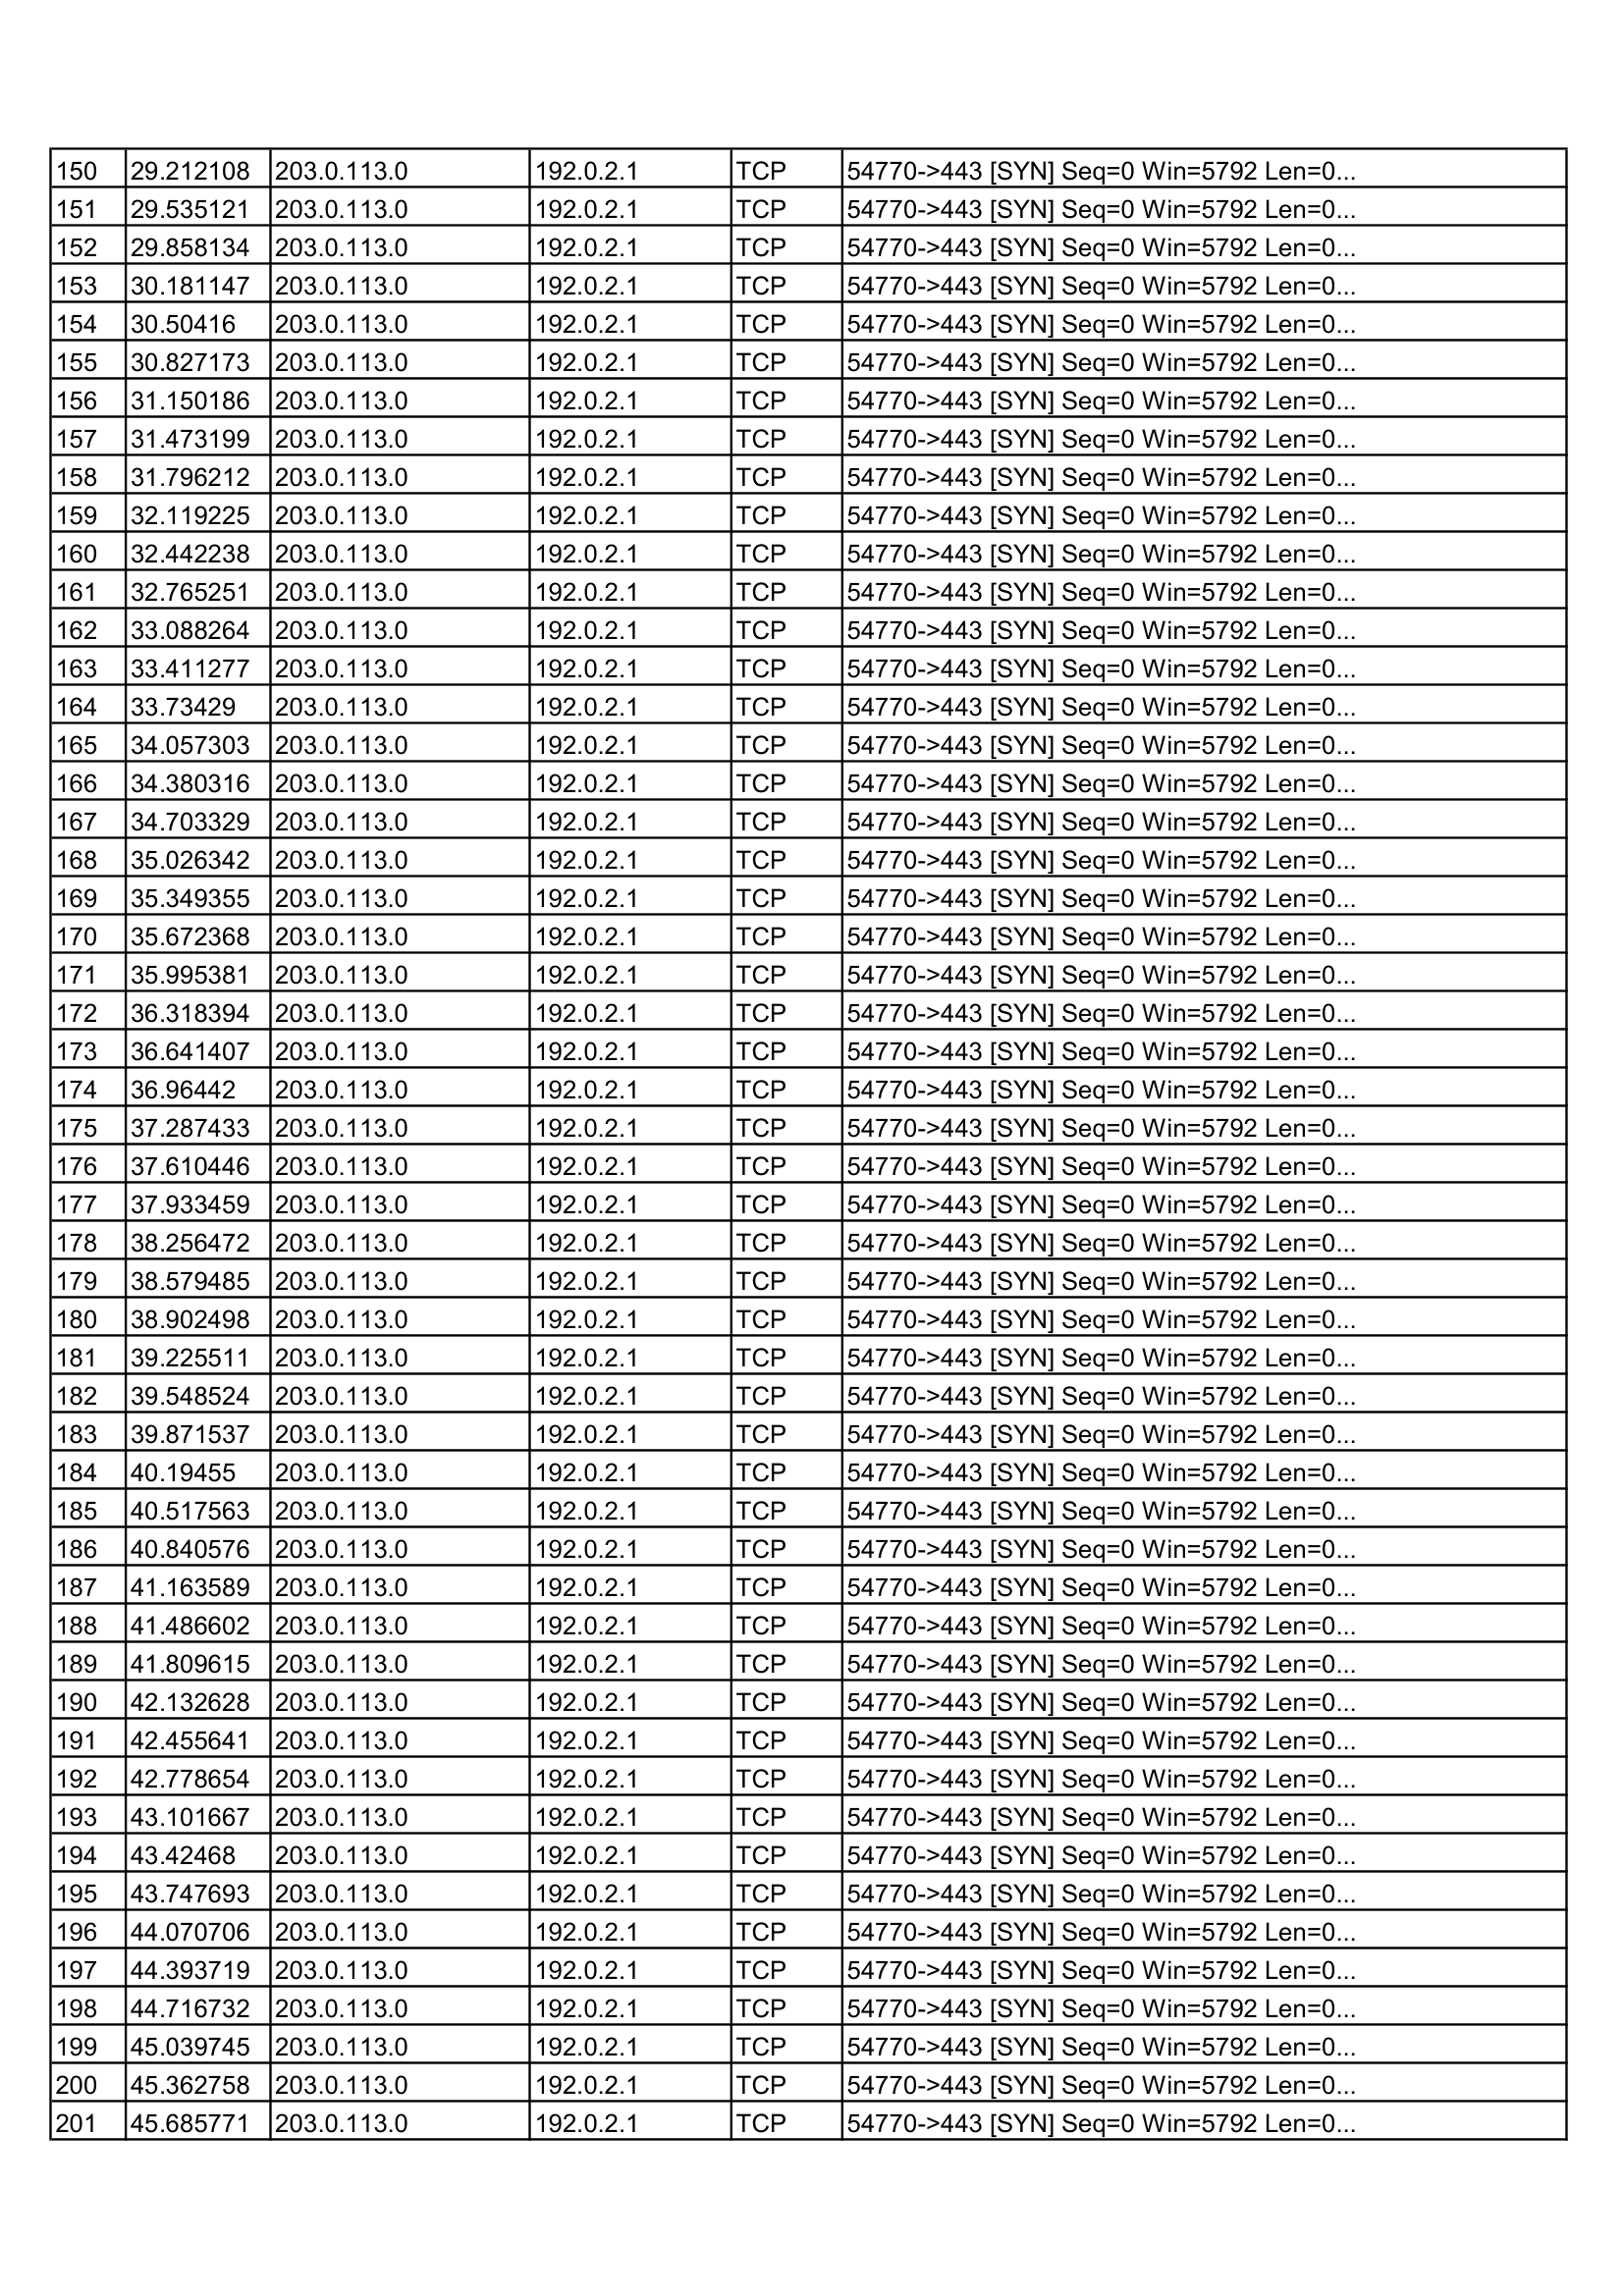 150 29.212108 203.0.113.0 192.0.2.1 TCP 54770->443 [SYN] Seq=0 Win=5792 Len=0...
151 29.535121 203.0.113.0 192.0.2.1 TCP 54770->443 [SYN] Seq=0 Win=5792 Len=0...
152 29.858134 203.0.113.0 192.0.2.1 TCP 54770->443 [SYN] Seq=0 Win=5792 Len=0...
153 30.181147 203.0.113.0 192.0.2.1 TCP 54770->443 [SYN] Seq=0 Win=5792 Len=0...
154 30.50416 203.0.113.0 192.0.2.1 TCP 54770->443 [SYN] Seq=0 Win=5792 Len=0...
155 30.827173 203.0.113.0 192.0.2.1 TCP 54770->443 [SYN] Seq=0 Win=5792 Len=0...
156 31.150186 203.0.113.0 192.0.2.1 TCP 54770->443 [SYN] Seq=0 Win=5792 Len=0...
157 31.473199 203.0.113.0 192.0.2.1 TCP 54770->443 [SYN] Seq=0 Win=5792 Len=0...
158 31.796212 203.0.113.0 192.0.2.1 TCP 54770->443 [SYN] Seq=0 Win=5792 Len=0...
159 32.119225 203.0.113.0 192.0.2.1 TCP 54770->443 [SYN] Seq=0 Win=5792 Len=0...
160 32.442238 203.0.113.0 192.0.2.1 TCP 54770->443 [SYN] Seq=0 Win=5792 Len=0...
161 32.765251 203.0.113.0 192.0.2.1 TCP 54770->443 [SYN] Seq=0 Win=5792 Len=0...
162 33.088264 203.0.113.0 192.0.2.1 TCP 54770->443 [SYN] Seq=0 Win=5792 Len=0...
163 33.411277 203.0.113.0 192.0.2.1 TCP 54770->443 [SYN] Seq=0 Win=5792 Len=0...
164 33.73429 203.0.113.0 192.0.2.1 TCP 54770->443 [SYN] Seq=0 Win=5792 Len=0...
165 34.057303 203.0.113.0 192.0.2.1 TCP 54770->443 [SYN] Seq=0 Win=5792 Len=0...
166 34.380316 203.0.113.0 192.0.2.1 TCP 54770->443 [SYN] Seq=0 Win=5792 Len=0...
167 34.703329 203.0.113.0 192.0.2.1 TCP 54770->443 [SYN] Seq=0 Win=5792 Len=0...
168 35.026342 203.0.113.0 192.0.2.1 TCP 54770->443 [SYN] Seq=0 Win=5792 Len=0...
169 35.349355 203.0.113.0 192.0.2.1 TCP 54770->443 [SYN] Seq=0 Win=5792 Len=0...
170 35.672368 203.0.113.0 192.0.2.1 TCP 54770->443 [SYN] Seq=0 Win=5792 Len=0...
171 35.995381 203.0.113.0 192.0.2.1 TCP 54770->443 [SYN] Seq=0 Win=5792 Len=0...
172 36.318394 203.0.113.0 192.0.2.1 TCP 54770->443 [SYN] Seq=0 Win=5792 Len=0...
173 36.641407 203.0.113.0 192.0.2.1 TCP 54770->443 [SYN] Seq=0 Win=5792 Len=0...
174 36.96442 203.0.113.0 192.0.2.1 TCP 54770->443 [SYN] Seq=0 Win=5792 Len=0...
175 37.287433 203.0.113.0 192.0.2.1 TCP 54770->443 [SYN] Seq=0 Win=5792 Len=0...
176 37.610446 203.0.113.0 192.0.2.1 TCP 54770->443 [SYN] Seq=0 Win=5792 Len=0...
177 37.933459 203.0.113.0 192.0.2.1 TCP 54770->443 [SYN] Seq=0 Win=5792 Len=0...
178 38.256472 203.0.113.0 192.0.2.1 TCP 54770->443 [SYN] Seq=0 Win=5792 Len=0...
179 38.579485 203.0.113.0 192.0.2.1 TCP 54770->443 [SYN] Seq=0 Win=5792 Len=0...
180 38.902498 203.0.113.0 192.0.2.1 TCP 54770->443 [SYN] Seq=0 Win=5792 Len=0...
181 39.225511 203.0.113.0 192.0.2.1 TCP 54770->443 [SYN] Seq=0 Win=5792 Len=0...
182 39.548524 203.0.113.0 192.0.2.1 TCP 54770->443 [SYN] Seq=0 Win=5792 Len=0...
183 39.871537 203.0.113.0 192.0.2.1 TCP 54770->443 [SYN] Seq=0 Win=5792 Len=0...
184 40.19455 203.0.113.0 192.0.2.1 TCP 54770->443 [SYN] Seq=0 Win=5792 Len=0...
185 40.517563 203.0.113.0 192.0.2.1 TCP 54770->443 [SYN] Seq=0 Win=5792 Len=0...
186 40.840576 203.0.113.0 192.0.2.1 TCP 54770->443 [SYN] Seq=0 Win=5792 Len=0...
187 41.163589 203.0.113.0 192.0.2.1 TCP 54770->443 [SYN] Seq=0 Win=5792 Len=0...
188 41.486602 203.0.113.0 192.0.2.1 TCP 54770->443 [SYN] Seq=0 Win=5792 Len=0...
189 41.809615 203.0.113.0 192.0.2.1 TCP 54770->443 [SYN] Seq=0 Win=5792 Len=0...
190 42.132628 203.0.113.0 192.0.2.1 TCP 54770->443 [SYN] Seq=0 Win=5792 Len=0...
191 42.455641 203.0.113.0 192.0.2.1 TCP 54770->443 [SYN] Seq=0 Win=5792 Len=0...
192 42.778654 203.0.113.0 192.0.2.1 TCP 54770->443 [SYN] Seq=0 Win=5792 Len=0...
193 43.101667 203.0.113.0 192.0.2.1 TCP 54770->443 [SYN] Seq=0 Win=5792 Len=0...
194 43.42468 203.0.113.0 192.0.2.1 TCP 54770->443 [SYN] Seq=0 Win=5792 Len=0...
195 43.747693 203.0.113.0 192.0.2.1 TCP 54770->443 [SYN] Seq=0 Win=5792 Len=0...
196 44.070706 203.0.113.0 192.0.2.1 TCP 54770->443 [SYN] Seq=0 Win=5792 Len=0...
197 44.393719 203.0.113.0 192.0.2.1 TCP 54770->443 [SYN] Seq=0 Win=5792 Len=0...
198 44.716732 203.0.113.0 192.0.2.1 TCP 54770->443 [SYN] Seq=0 Win=5792 Len=0...
199 45.039745 203.0.113.0 192.0.2.1 TCP 54770->443 [SYN] Seq=0 Win=5792 Len=0...
200 45.362758 203.0.113.0 192.0.2.1 TCP 54770->443 [SYN] Seq=0 Win=5792 Len=0...
201 45.685771 203.0.113.0 192.0.2.1 TCP 54770->443 [SYN] Seq=0 Win=5792 Len=0...